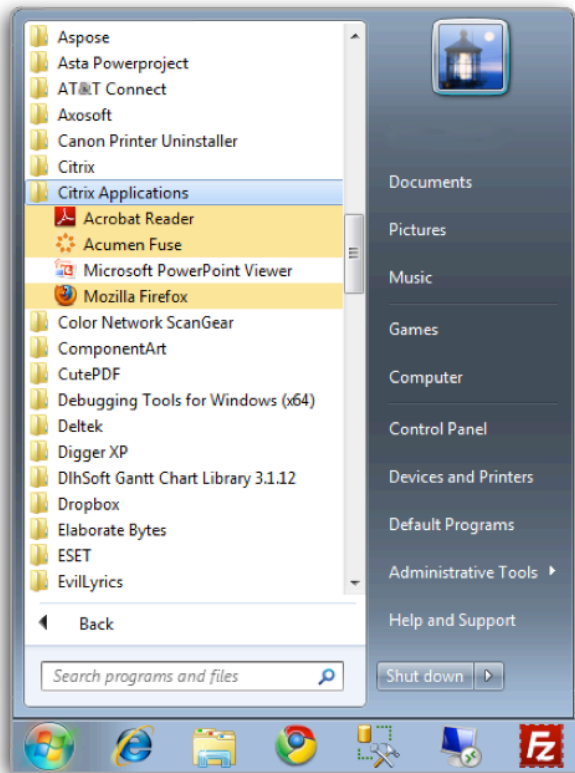 Aspose
Asta Powerproject
AT&T Connect
Axosoft
Canon Printer Uninstaller
Citrix
Citrix Applications
Acrobat Reader
Acumen Fuse
Microsoft PowerPoint Viewer
Mozilla Firefox
Color Network ScanGear
ComponentArt
CutePDF
Debugging Tools for Windows (x64)
Deltek
Digger XP
DlhSoft Gantt Chart Library 3.1.12
Dropbox
Elaborate Bytes
ESET
EvilLyrics
Back
Search programs and files
Documents
Pictures
Music
Games
Computer
Control Panel
Devices and Printers
Default Programs
Administrative Tools
Help and Support
Shut down
FZ